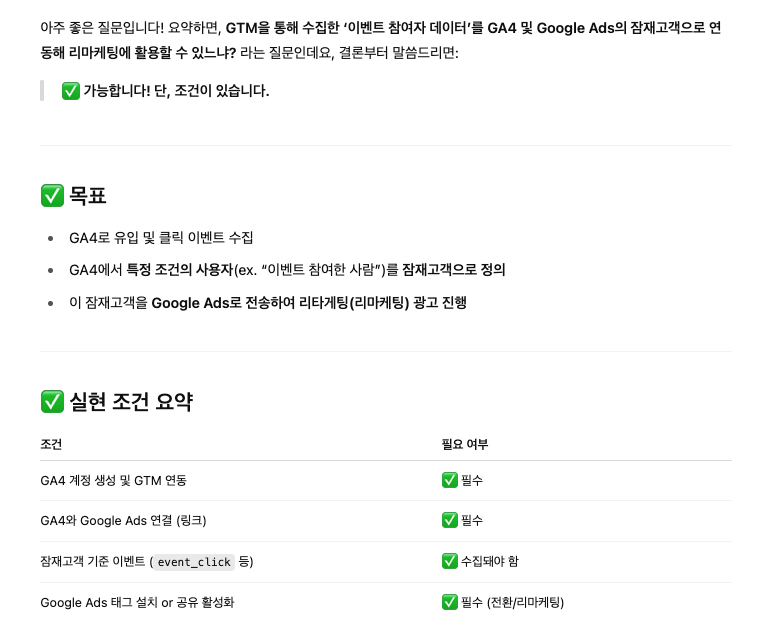 아주 좋은 질문입니다! 요약하면, GTM을 통해 수집한 ‘이벤트 참여자 데이터’를 GA4 및 Google Ads의 잠재고객으로 연
동해 리마케팅에 활용할 수 있느냐? 라는 질문인데요, 결론부터 말씀드리면:
✅ 가능합니다! 단, 조건이 있습니다.
✅ 목표
• GA4로 유입 및 클릭 이벤트 수집
• GA4에서 특정 조건의 사용자(ex. “이벤트 참여한 사람”)를 잠재고객으로 정의
• 이 잠재고객을 Google Ads로 전송하여 리타게팅(리마케팅) 광고 진행
✅ 실현 조건 요약
조건 필요 여부
GA4 계정 생성 및 GTM 연동 ✅ 필수
GA4와 Google Ads 연결 (링크) ✅ 필수
잠재고객 기준 이벤트 (event_click 등) ✅ 수집돼야 함
Google Ads 태그 설치 or 공유 활성화 ✅ 필수 (전환/리마케팅)